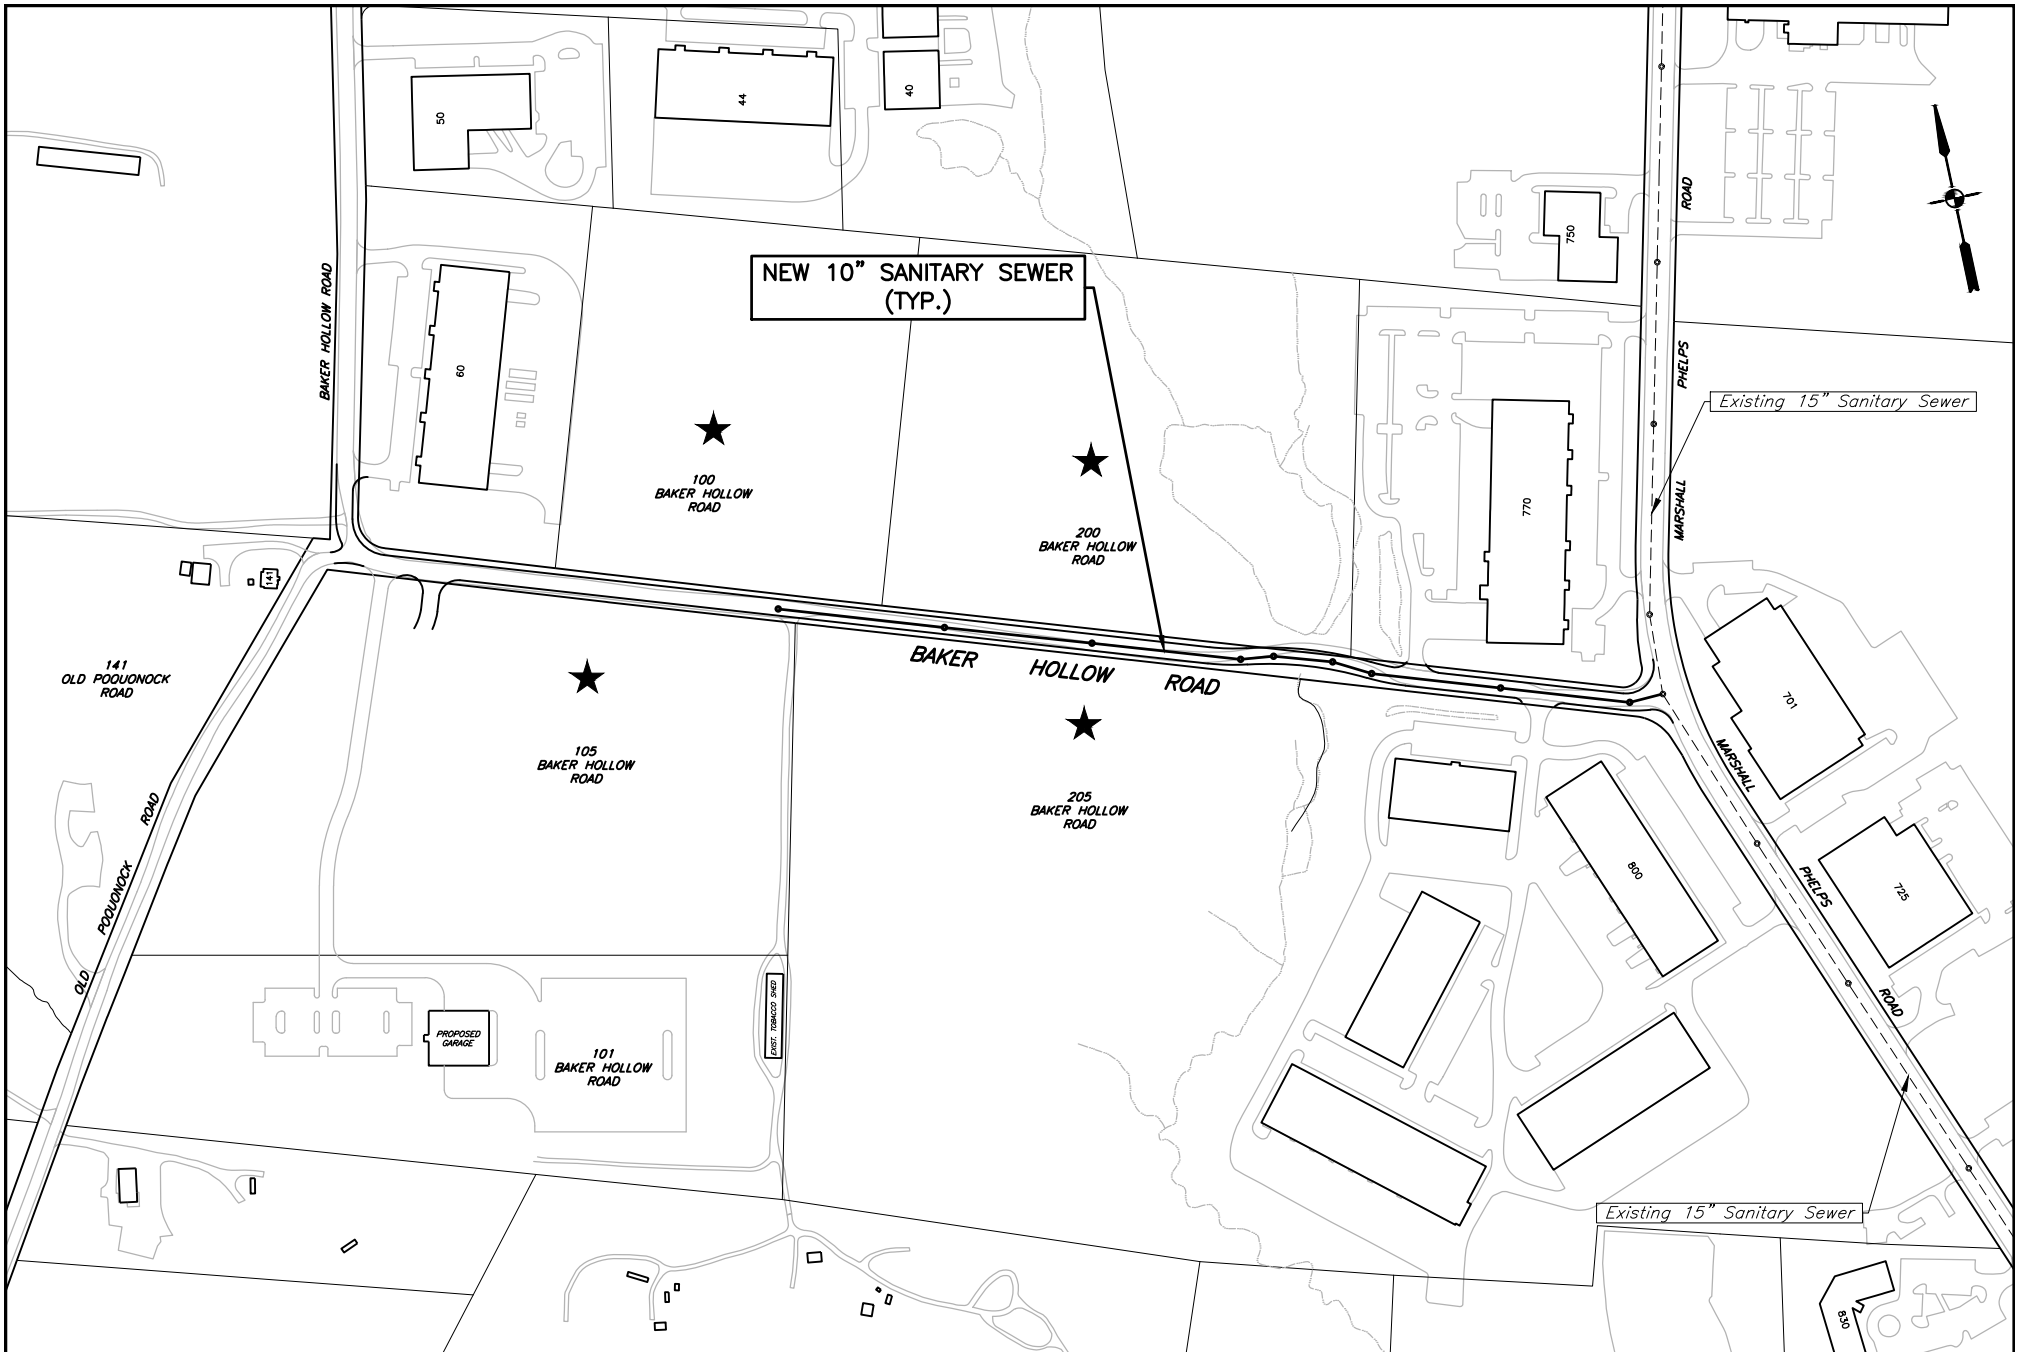 50
44
40
750
ROAD
BAKER HOLLOW ROAD
NEW 10" SANITARY SEWER
(TYP.)
60
PHELPS
Existing 15" Sanitary Sewer
100
BAKER HOLLOW
ROAD
200
BAKER HOLLOW
ROAD
770
MARSHALL
141
141
OLD POQUONOCK
ROAD
BAKER HOLLOW ROAD
701
105
BAKER HOLLOW
ROAD
205
BAKER HOLLOW
ROAD
MARSHALL
PHELPS
ROAD
OLD POQUONOCK ROAD
800
725
EXIST. TOBACCO SHED
PROPOSED
GARAGE
101
BAKER HOLLOW
ROAD
Existing 15" Sanitary Sewer
830